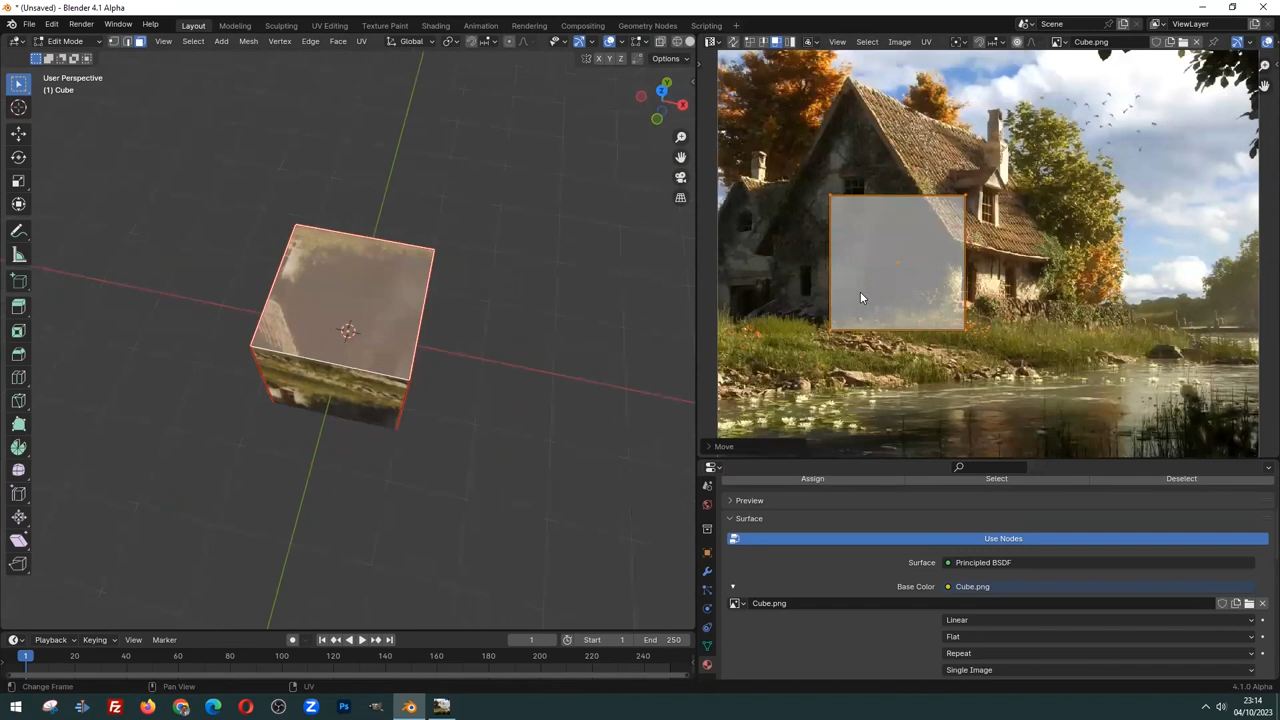 * (Unsaved) - Blender 4.1 Alpha
File Edit Render Window Help Layout Modeling Sculpting UV Editing Texture Paint Shading Animation Rendering Compositing Geometry Nodes Scripting Scene ViewLayer
Edit Mode View Select Add Mesh Vertex Edge Face UV Global
View Select Image UV Cube.png
X Y Z Options
User Perspective
(1) Cube
Y
Z
X
Move
Assign Select Deselect
Preview
Surface
Use Nodes
Surface Principled BSDF
Base Color Cube.png
Cube.png
Linear
Flat
Repeat
Single Image
Playback Keying View Marker 1 Start 1 End 250
1 20 40 60 80 100 120 140 160 180 200 220 240
Change Frame Pan View UV 4.1.0 Alpha
23:14
04/10/2023